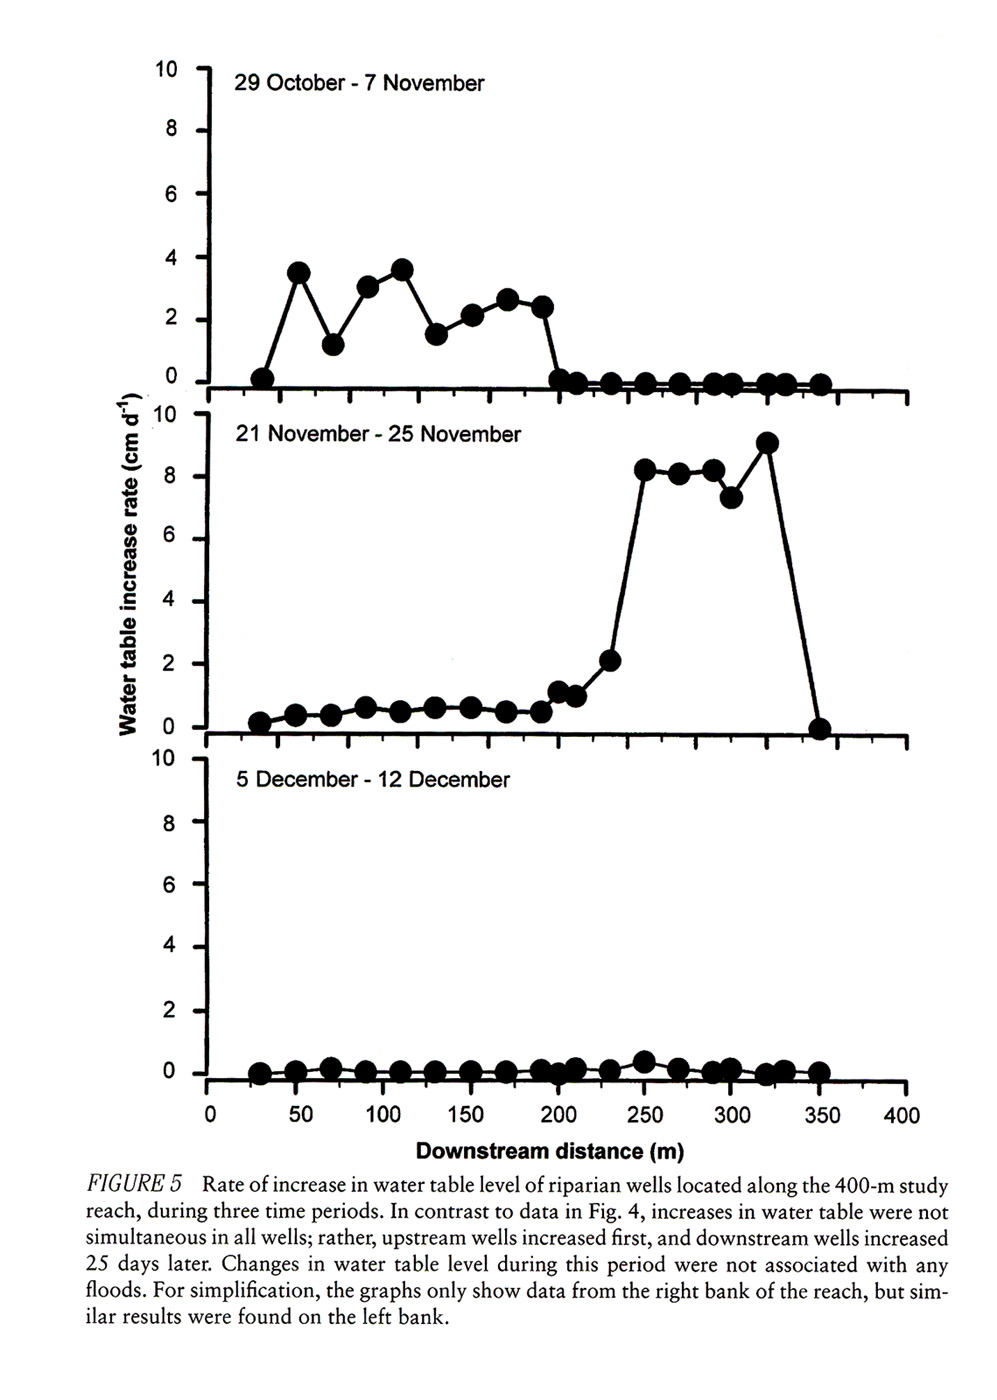 10
29 October - 7 November
8
6
4
2
0
Water table increase rate (cm d-1)
10
21 November - 25 November
8
6
4
2
0
10
5 December - 12 December
8
6
4
2
0
0 50 100 150 200 250 300 350 400
Downstream distance (m)
FIGURE 5 Rate of increase in water table level of riparian wells located along the 400-m study
reach, during three time periods. In contrast to data in Fig. 4, increases in water table were not
simultaneous in all wells; rather, upstream wells increased first, and downstream wells increased
25 days later. Changes in water table level during this period were not associated with any
floods. For simplification, the graphs only show data from the right bank of the reach, but sim-
ilar results were found on the left bank.